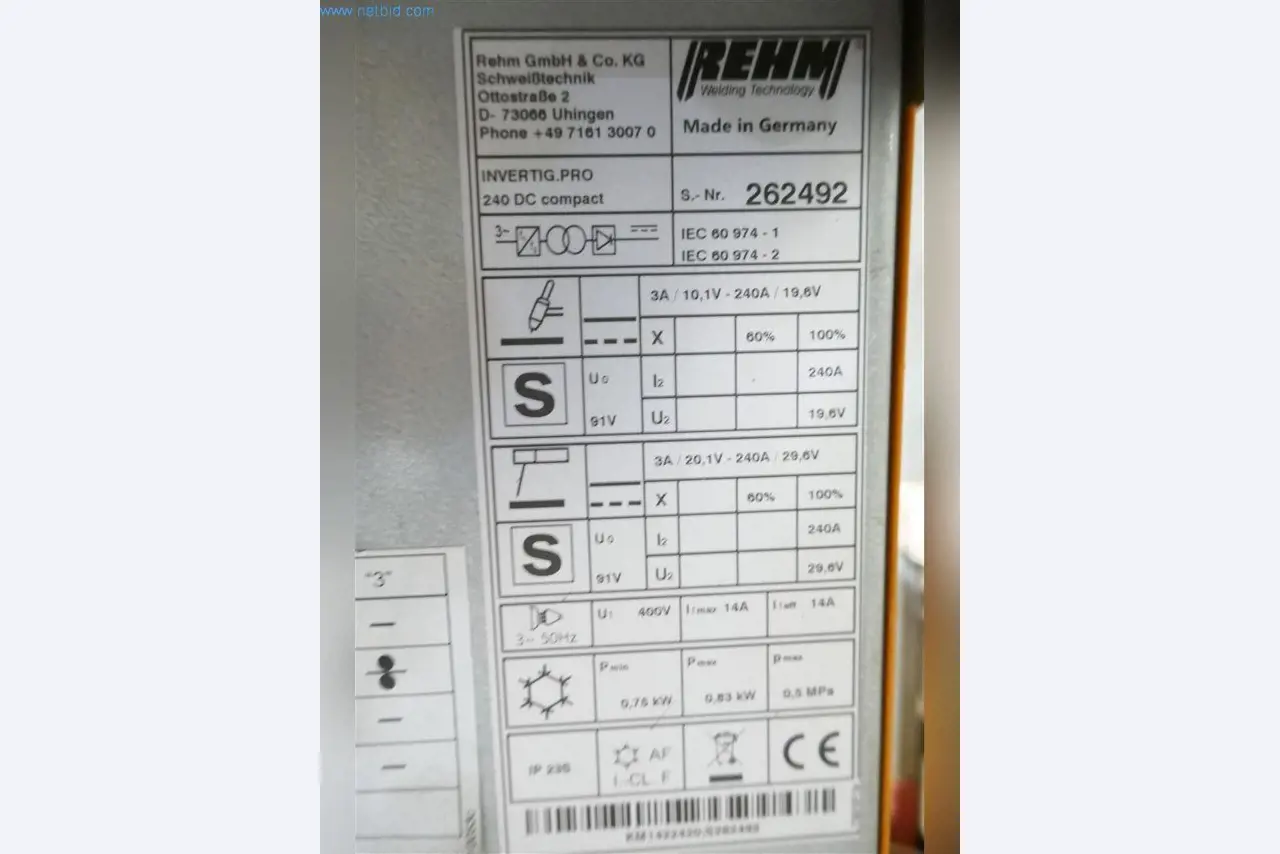 www.netbid.com
Rehm GmbH & Co. KG
Schweißtechnik
Ottostraße 2
D- 73066 Uhingen
Phone +49 7161 3007 0
REHM
Welding Technology
Made in Germany
INVERTIG.PRO
240 DC compact
S.- Nr. 262492
3~
IEC 60 974 - 1
IEC 60 974 - 2
3A / 10,1V - 240A / 19,6V
X 60% 100%
S
U0 I2 240A
91V U2 19,6V
3A / 20,1V - 240A / 29,6V
X 60% 100%
S
U0 I2 240A
91V U2 29,6V
3~ 50Hz
U1 400V I1max 14A I1eff 14A
Pmin Pmax pmax
0,75 kW 0,83 kW 0,5 MPa
IP 23S
AF
I-CL. F
CE
"3"